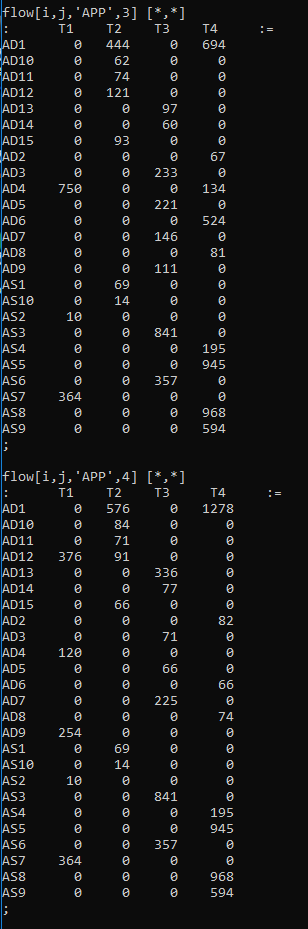 flow[i,j,'APP',3] [*,*]
: T1 T2 T3 T4 :=
AD1 0 444 0 694
AD10 0 62 0 0
AD11 0 74 0 0
AD12 0 121 0 0
AD13 0 0 97 0
AD14 0 0 60 0
AD15 0 93 0 0
AD2 0 0 0 67
AD3 0 0 233 0
AD4 750 0 0 134
AD5 0 0 221 0
AD6 0 0 0 524
AD7 0 0 146 0
AD8 0 0 0 81
AD9 0 0 111 0
AS1 0 69 0 0
AS10 0 14 0 0
AS2 10 0 0 0
AS3 0 0 841 0
AS4 0 0 0 195
AS5 0 0 0 945
AS6 0 0 357 0
AS7 364 0 0 0
AS8 0 0 0 968
AS9 0 0 0 594
;
flow[i,j,'APP',4] [*,*]
: T1 T2 T3 T4 :=
AD1 0 576 0 1278
AD10 0 84 0 0
AD11 0 71 0 0
AD12 376 91 0 0
AD13 0 0 336 0
AD14 0 0 77 0
AD15 0 66 0 0
AD2 0 0 0 82
AD3 0 0 71 0
AD4 120 0 0 0
AD5 0 0 66 0
AD6 0 0 0 66
AD7 0 0 225 0
AD8 0 0 0 74
AD9 254 0 0 0
AS1 0 69 0 0
AS10 0 14 0 0
AS2 10 0 0 0
AS3 0 0 841 0
AS4 0 0 0 195
AS5 0 0 0 945
AS6 0 0 357 0
AS7 364 0 0 0
AS8 0 0 0 968
AS9 0 0 0 594
;